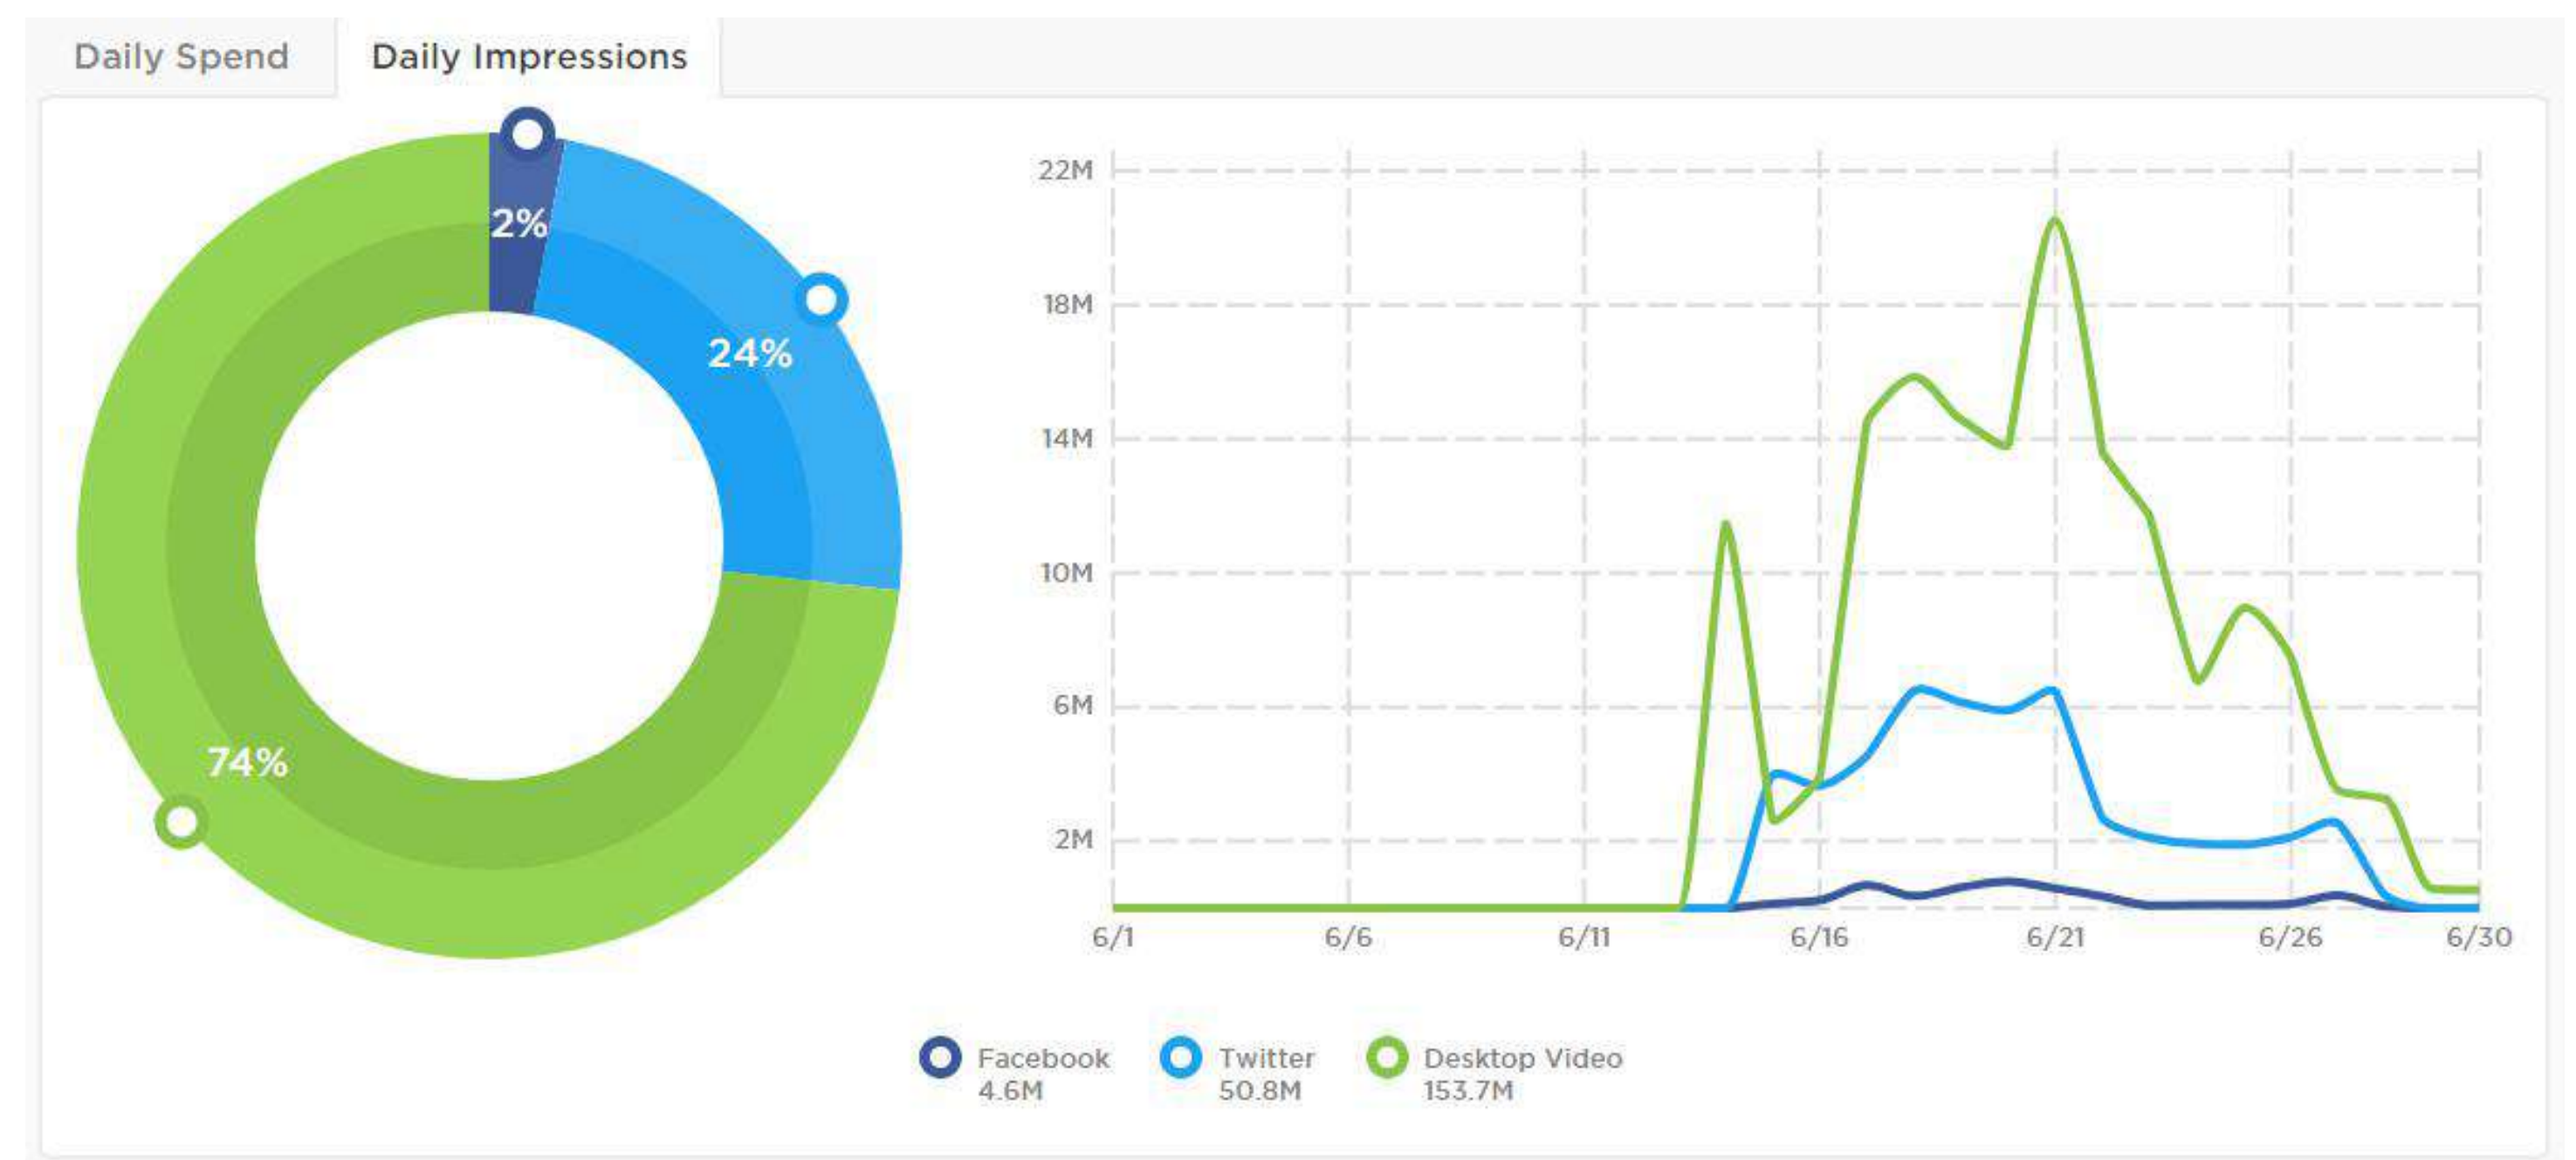 Daily Spend
Daily Impressions
2%
24%
74%
22M
18M
14M
10M
6M
2M
6/1 6/6 6/11 6/16 6/21 6/26 6/30
Facebook
4.6M
Twitter
50.8M
Desktop Video
153.7M